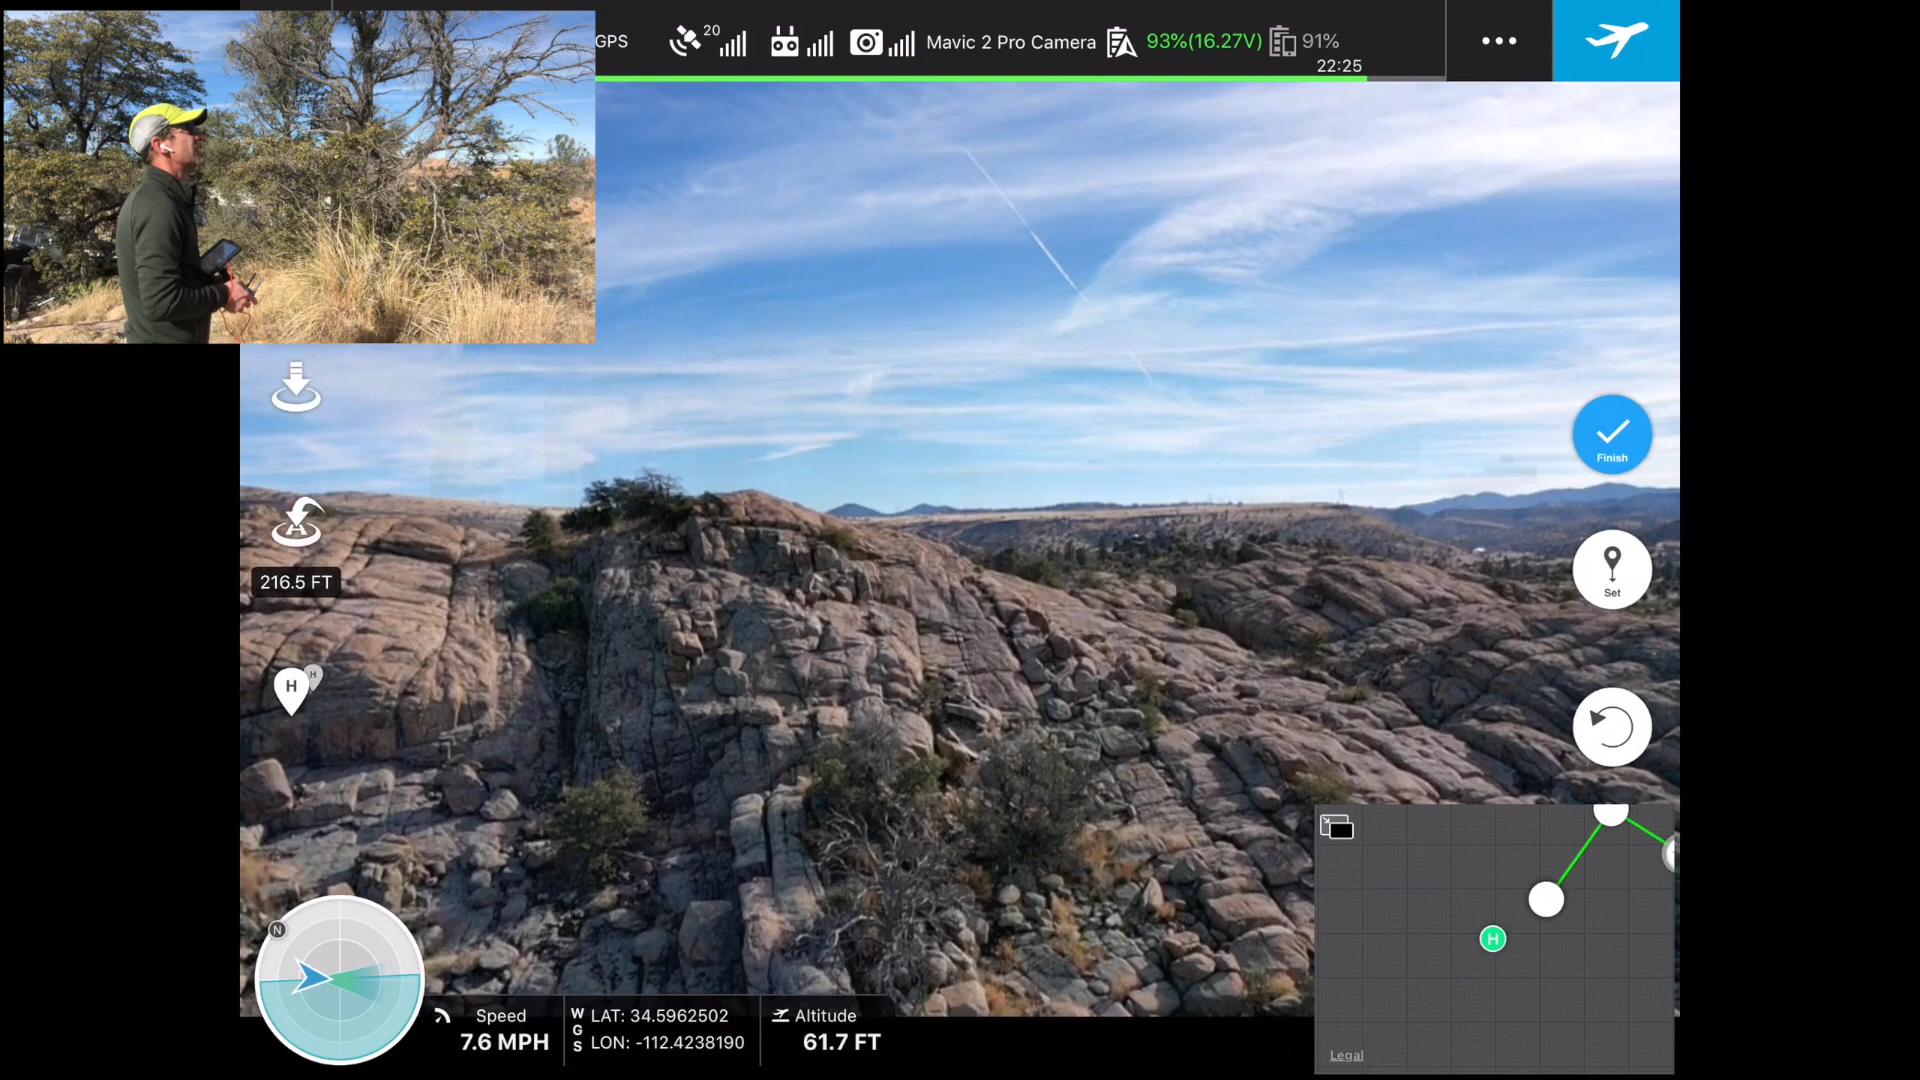 GPS
20
Mavic 2 Pro Camera
93%(16.27V)
91%
22:25
Finish
216.5 FT
Set
H
H
N
H
Speed
7.6 MPH
WGS
LAT: 34.5962502
LON: -112.4238190
Altitude
61.7 FT
Legal